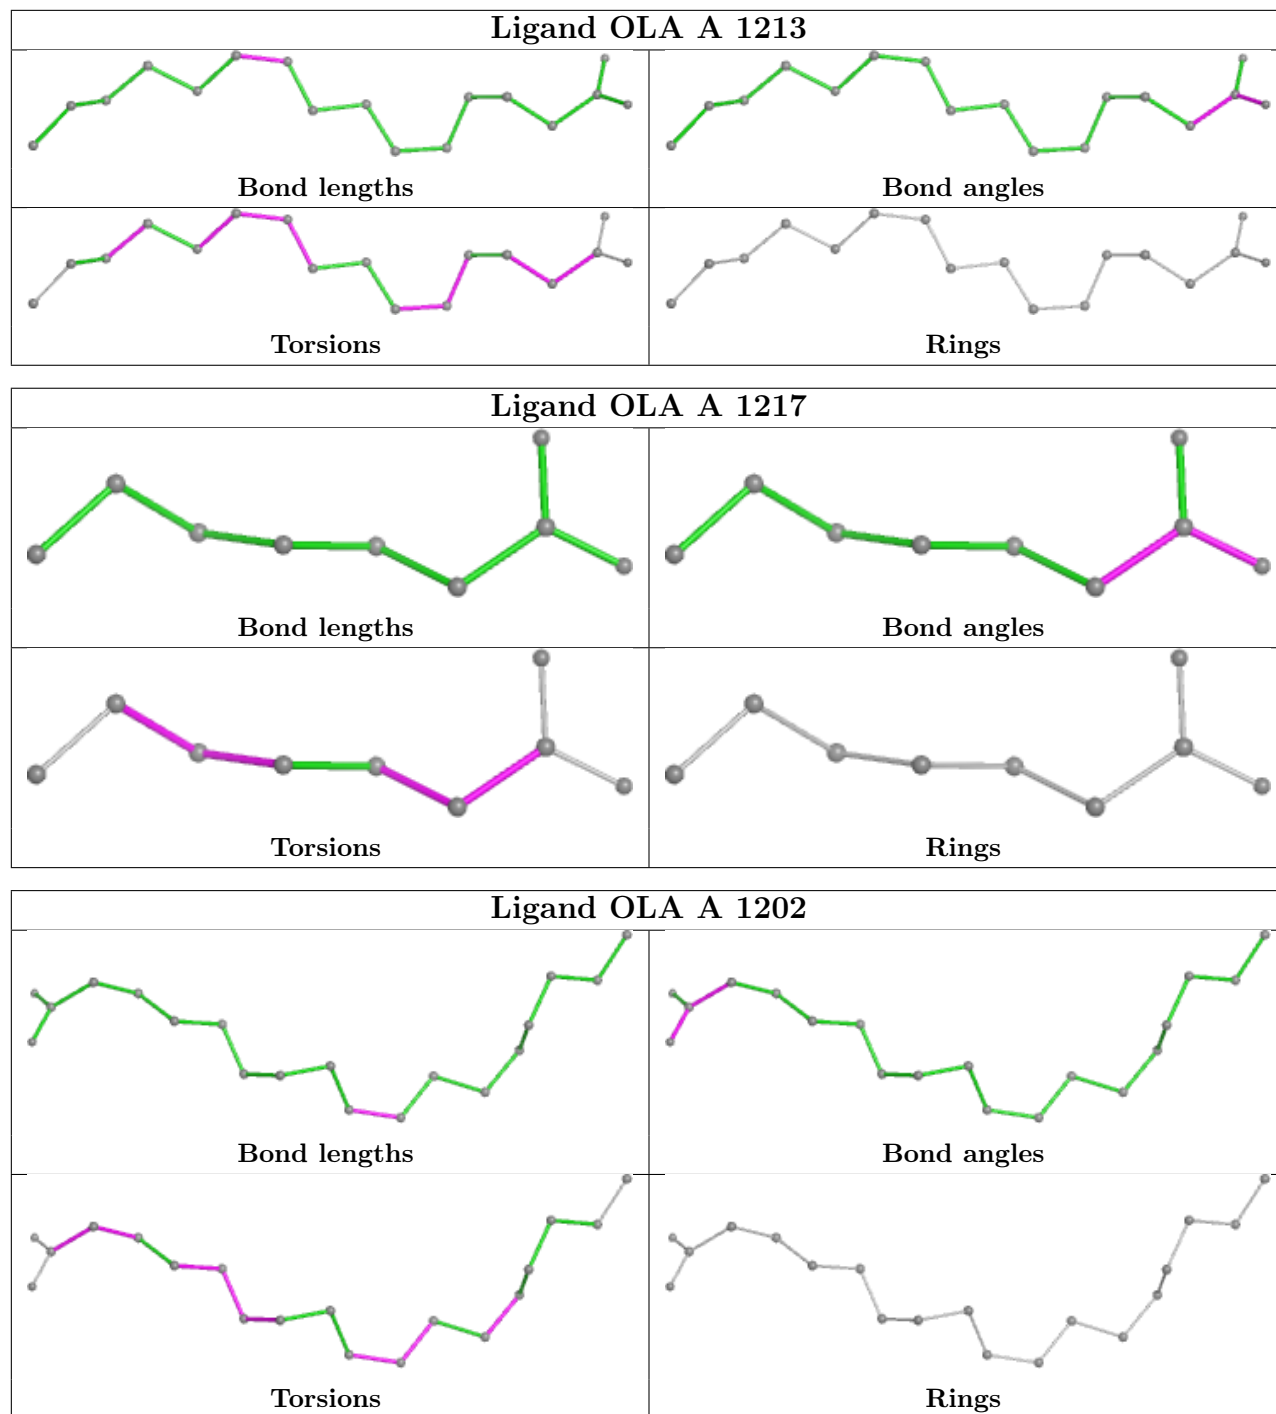 Ligand OLA A 1213
Bond lengths
Bond angles
Torsions
Rings
Ligand OLA A 1217
Bond lengths
Bond angles
Torsions
Rings
Ligand OLA A 1202
Bond lengths
Bond angles
Torsions
Rings